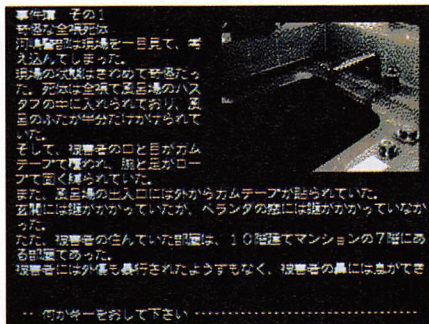 事件簿 その1
奇怪な全裸死体
河嶋警部は現場を一目見て、考
え込んでしまった。
現場の状態はきわめて奇怪だっ
た。死体は全裸で風呂場のバス
タブの中に入れられており、風
呂のふたが半分だけかけられて
いた。
そして、被害者の口と目がガム
テープで覆われ、腕と足がロー
プで固く縛られていた。
また、風呂場の出入口には外からガムテープが貼られていた。
玄関には鍵がかかっていたが、ベランダの窓には鍵がかかっていなか
った。
ただ、被害者の住んでいた部屋は、10階建てマンションの7階にあ
る部屋であった。
被害者には外傷も暴行されたようすもなく、被害者の鼻には息ができ
‥ 何かキーをおして下さい ‥‥‥‥‥‥‥‥‥‥‥‥‥‥